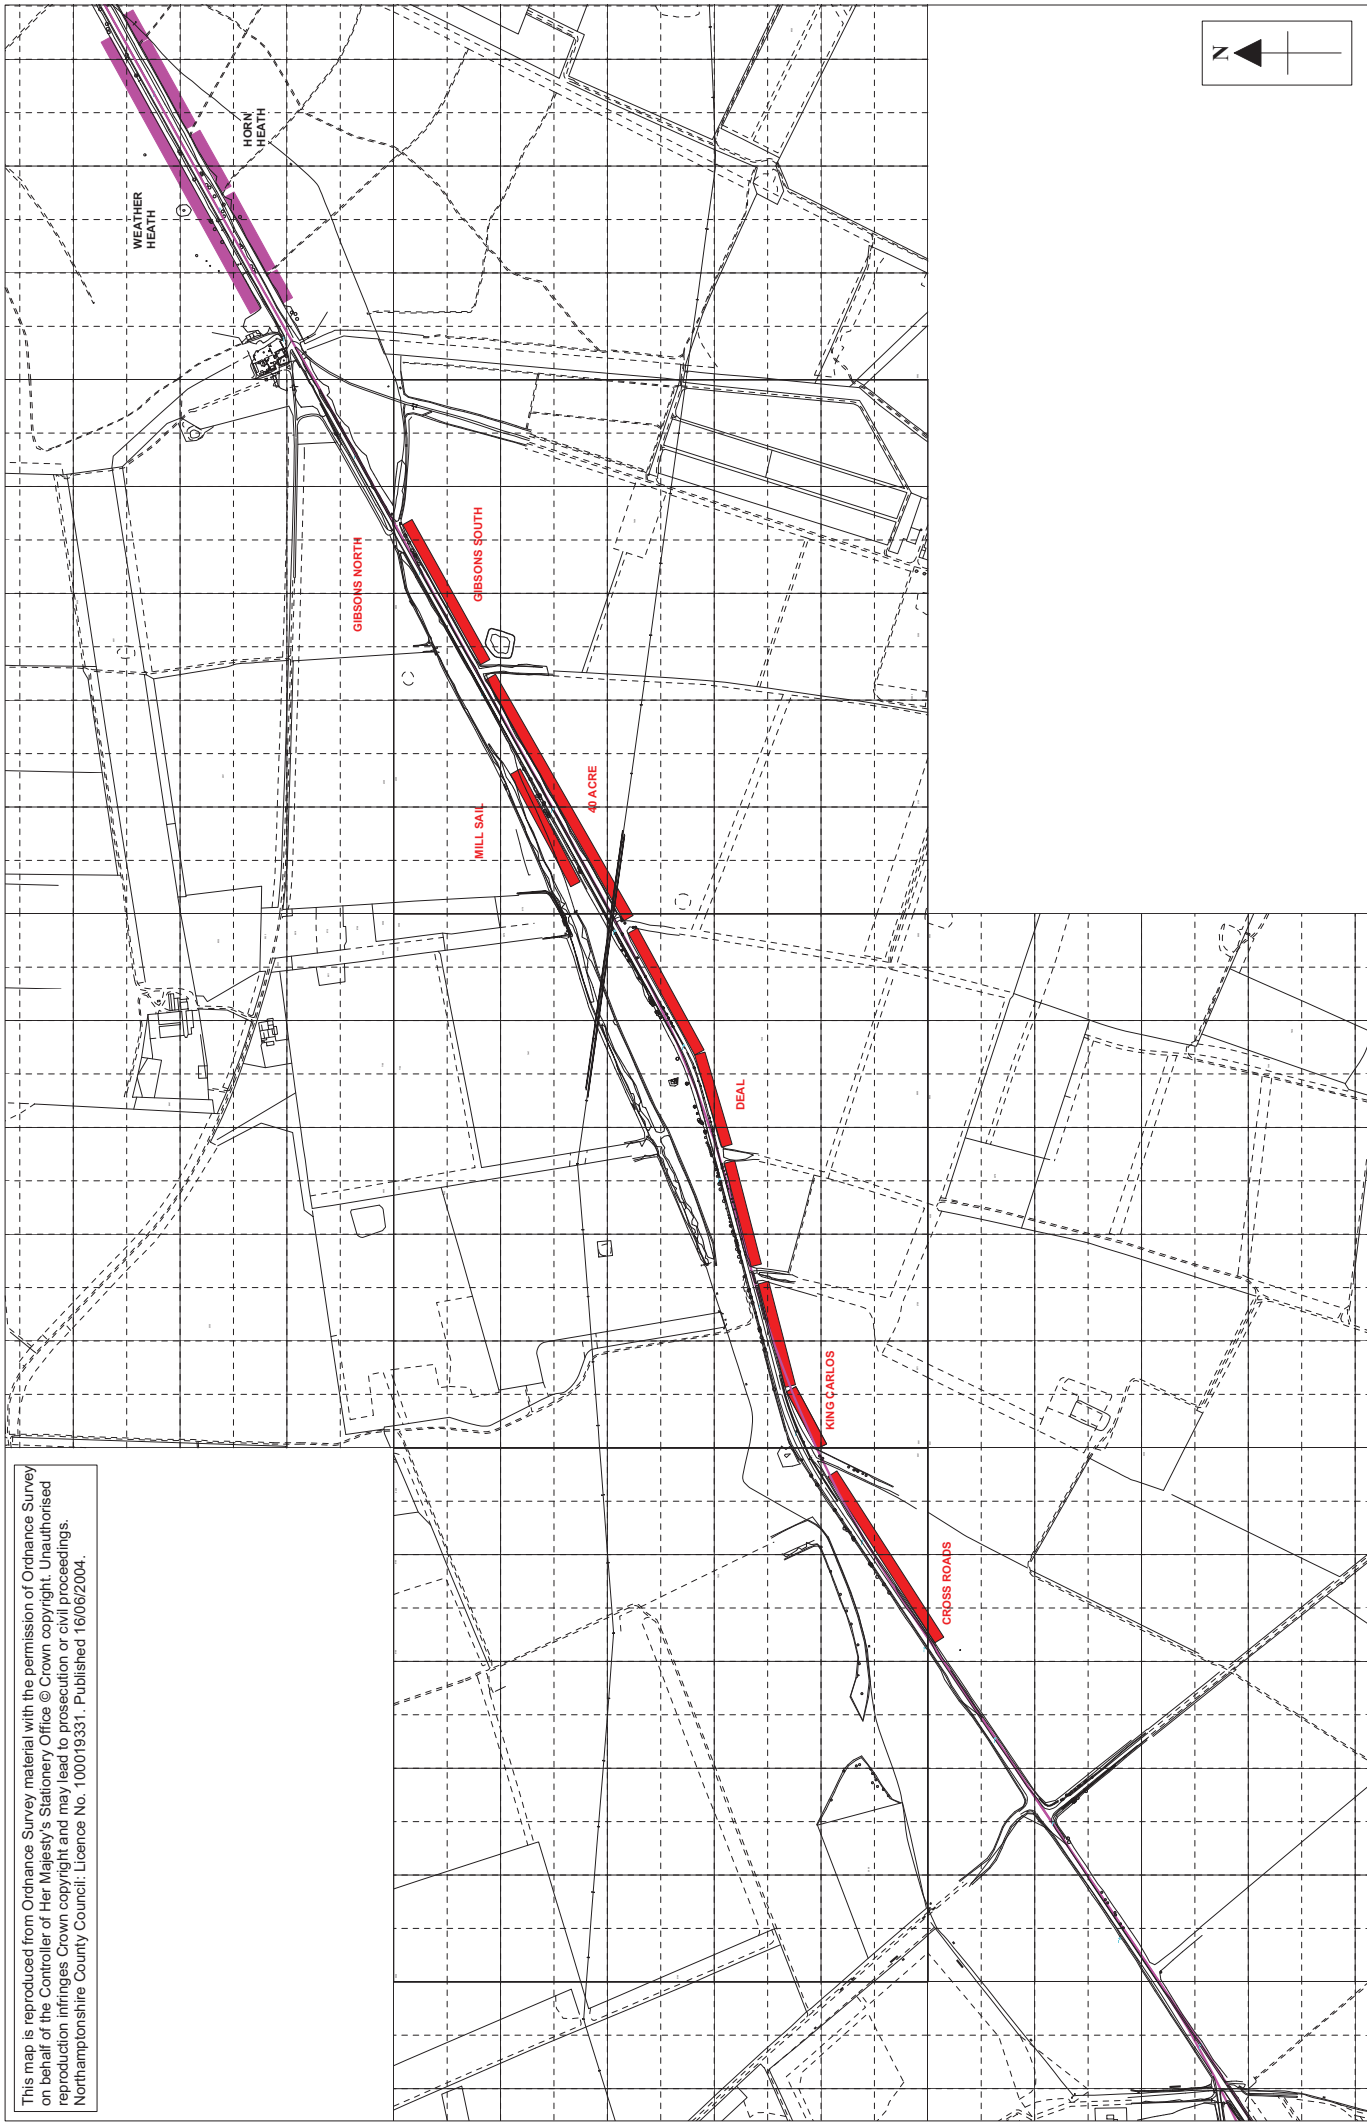 This map is reproduced from Ordnance Survey material with the permission of Ordnance Survey
on behalf of the Controller of Her Majesty's Stationery Office © Crown copyright. Unauthorised
reproduction infringes Crown copyright and may lead to prosecution or civil proceedings.
Northamptonshire County Council: Licence No. 100019331. Published 16/06/2004.
WEATHER
HEATH
HORN
HEATH
GIBSONS NORTH
GIBSONS SOUTH
MILL SAIL
40 ACRE
DEAL
KING CARLOS
CROSS ROADS
N